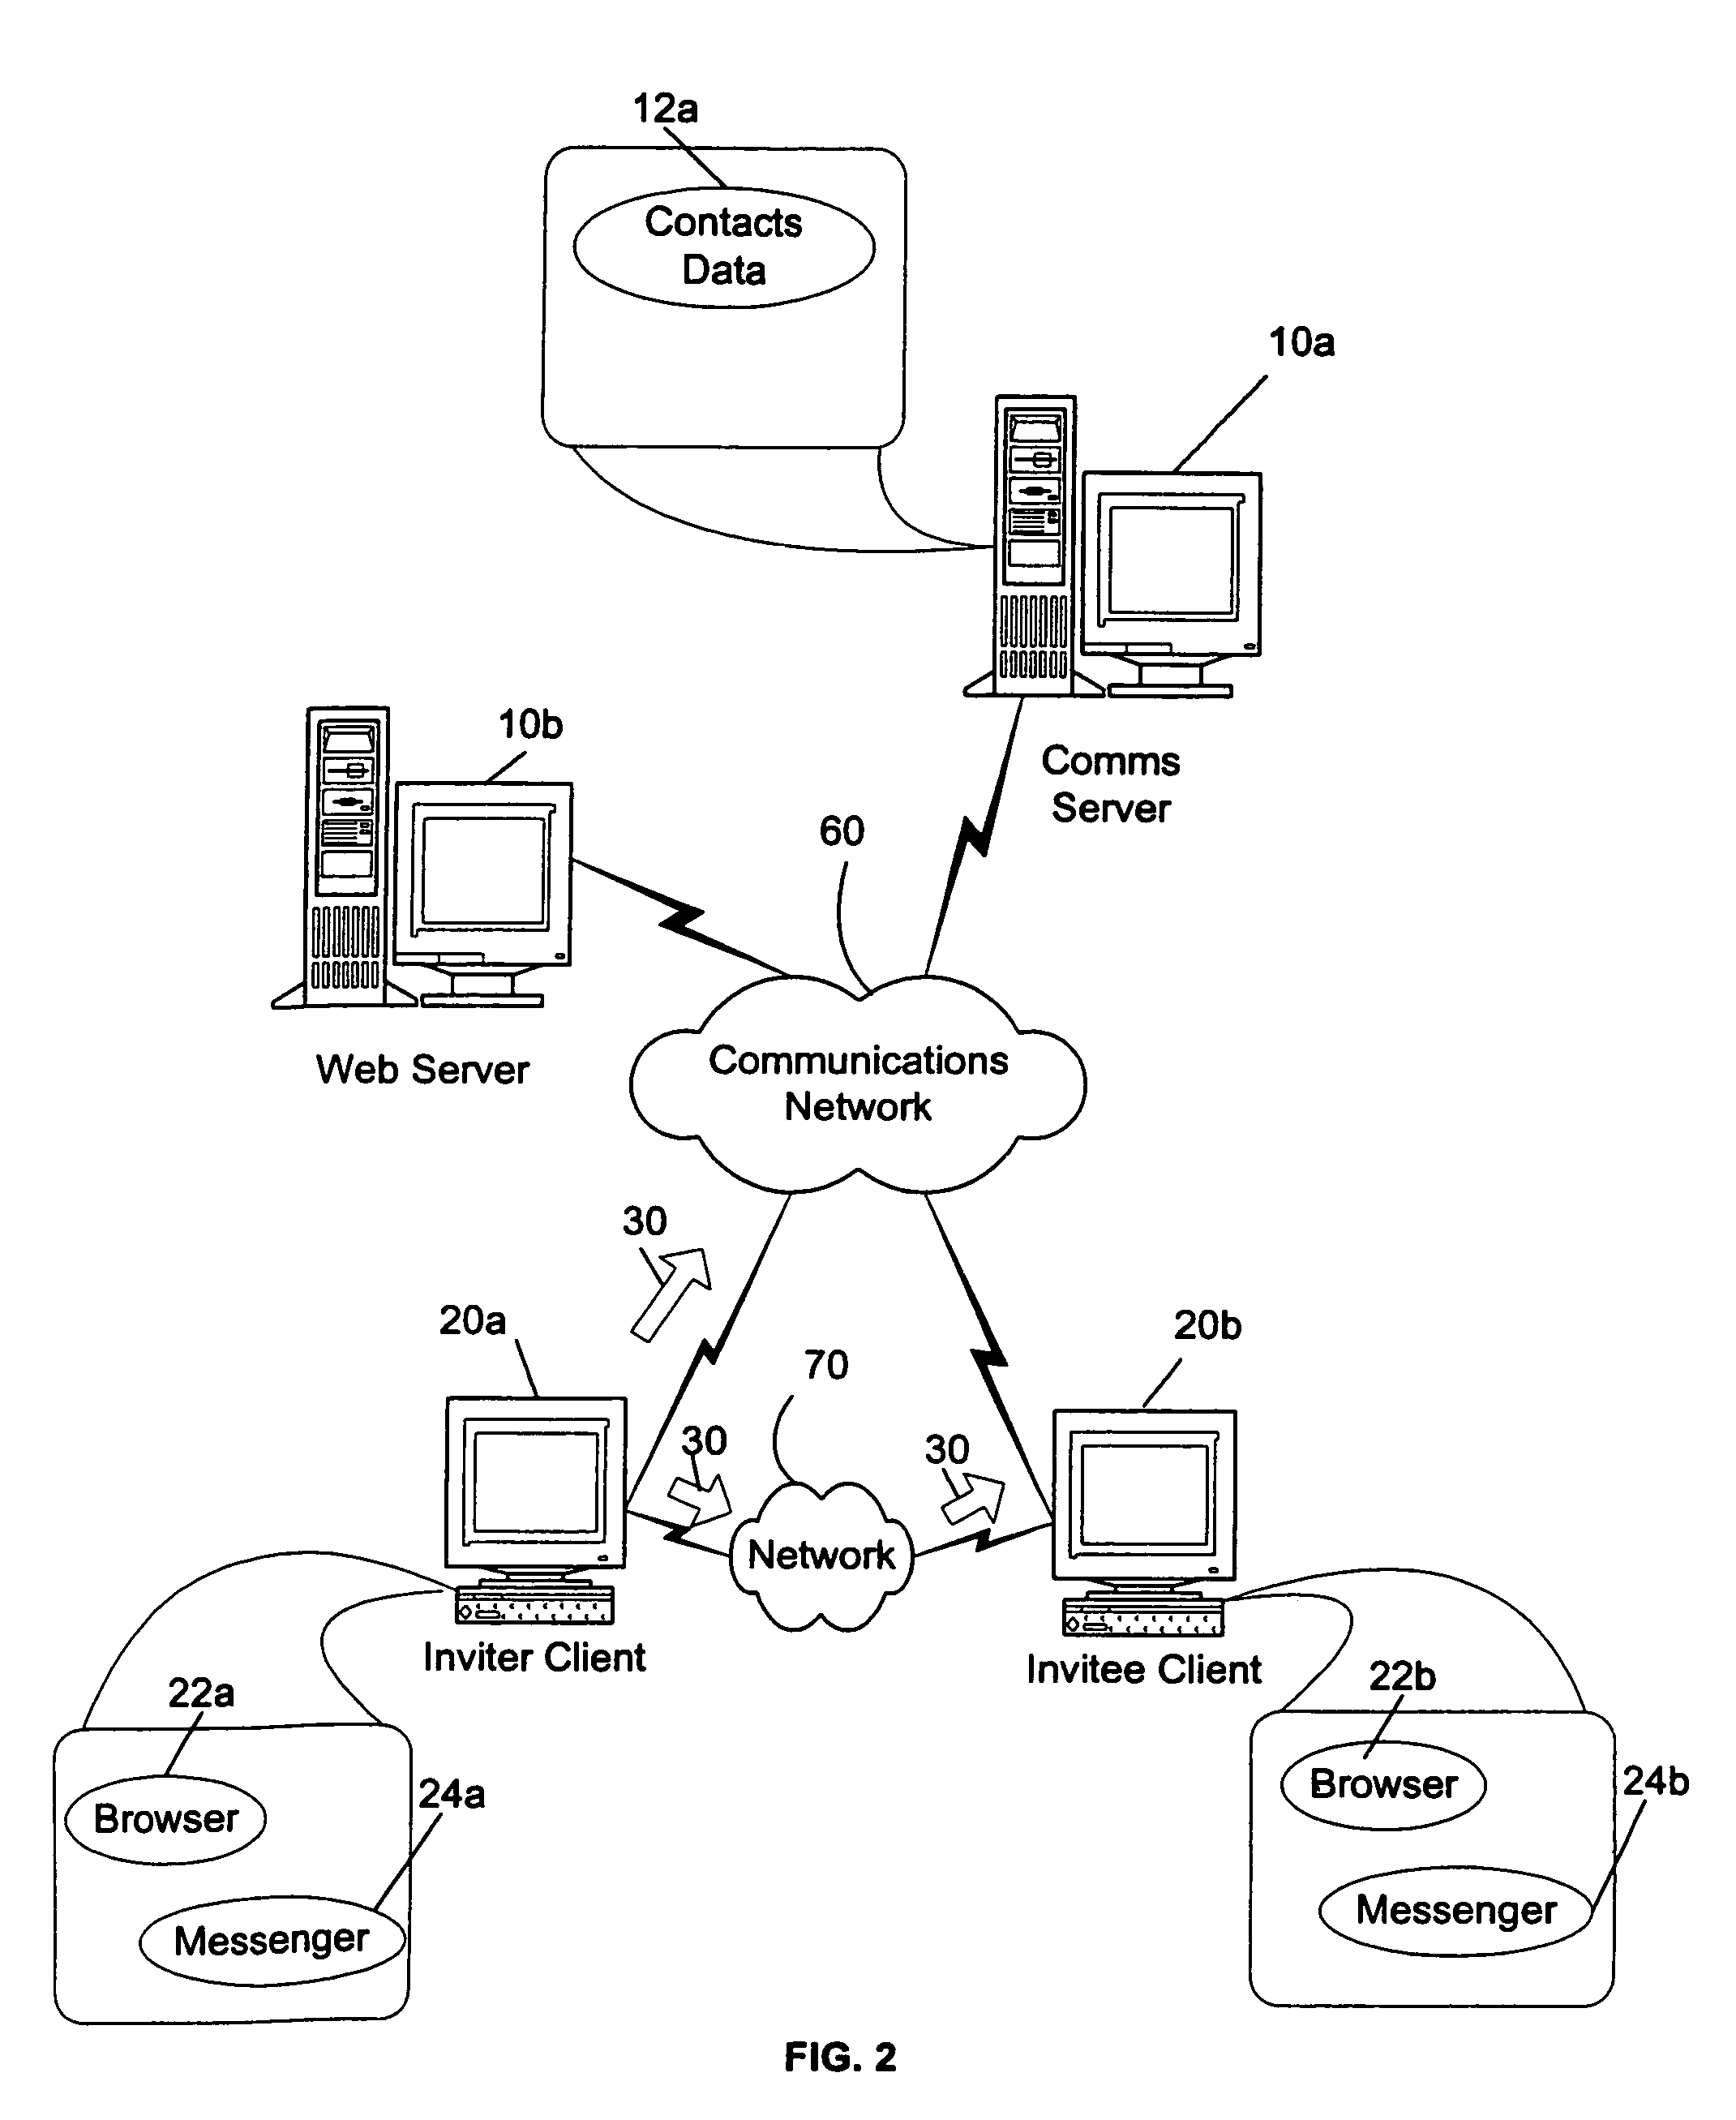 12a
Contacts
Data
10a
10b
Comms
Server
60
Web Server
Communications
Network
30
20a
20b
70
30
30
Network
Inviter Client
Invitee Client
22a
22b
Browser
24a
Browser
24b
Messenger
Messenger
FIG. 2